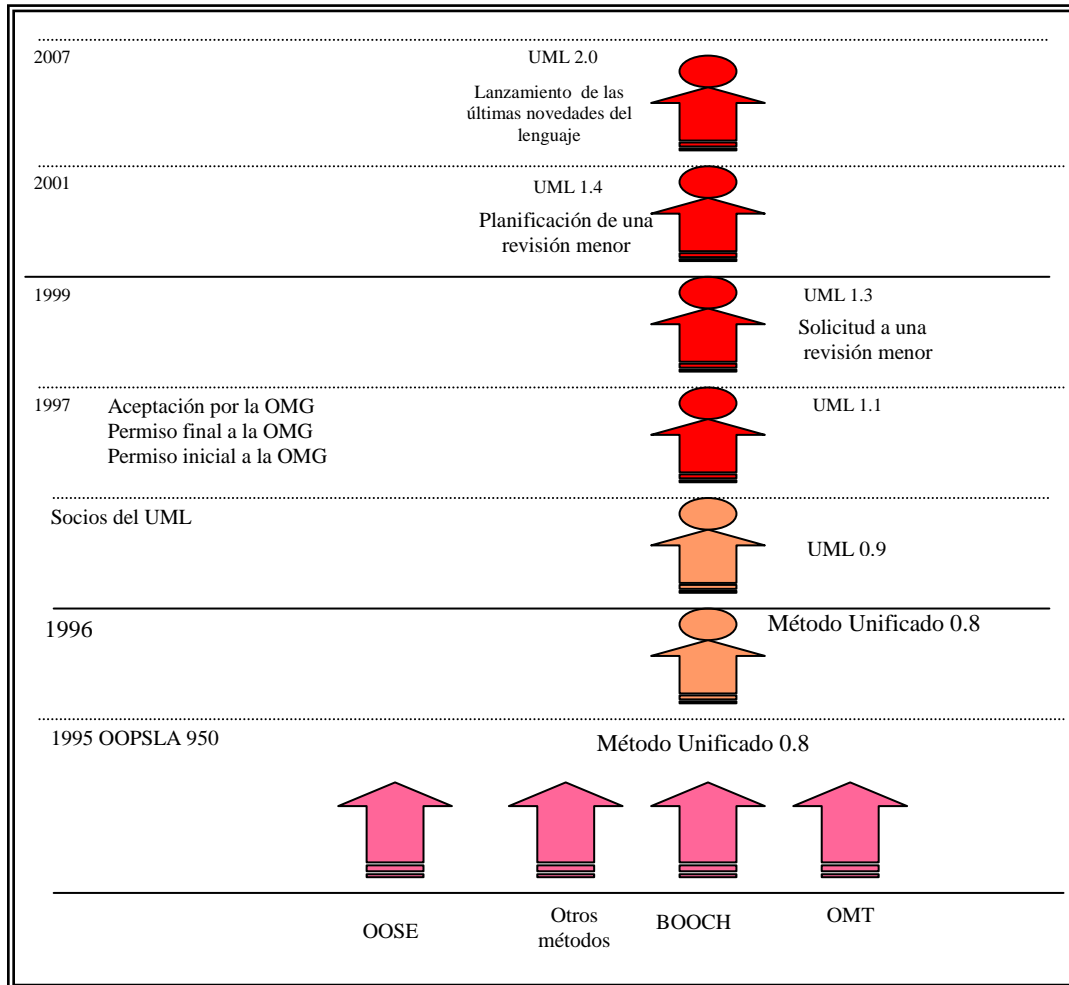 2007
UML 2.0
Lanzamiento de las
últimas novedades del
lenguaje
2001
UML 1.4
Planificación de una
revisión menor
1999
UML 1.3
Solicitud a una
revisión menor
1997
Aceptación por la OMG
Permiso final a la OMG
Permiso inicial a la OMG
UML 1.1
Socios del UML
UML 0.9
1996
Método Unificado 0.8
1995 OOPSLA 950
Método Unificado 0.8
OOSE
Otros
métodos
BOOCH
OMT